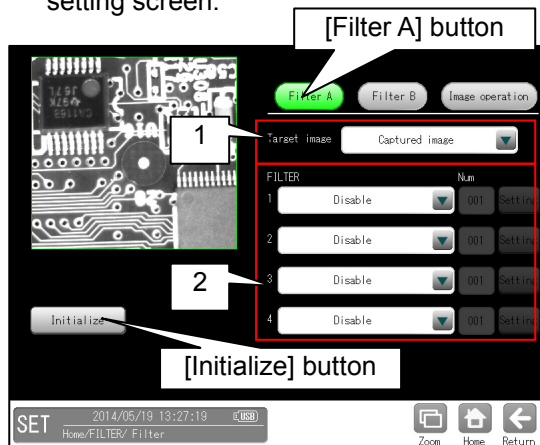 setting screen.
[Filter A] button
Filter A
Filter B
Image operation
1
Target image
Captured image
FILTER
Num
1
Disable
001
Setting
2
Disable
001
Setting
2
3
Disable
001
Setting
4
Disable
001
Setting
Initialize
[Initialize] button
SET
2014/05/19 13:27:19
USB
Home/FILTER/ Filter
Zoom
Home
Return